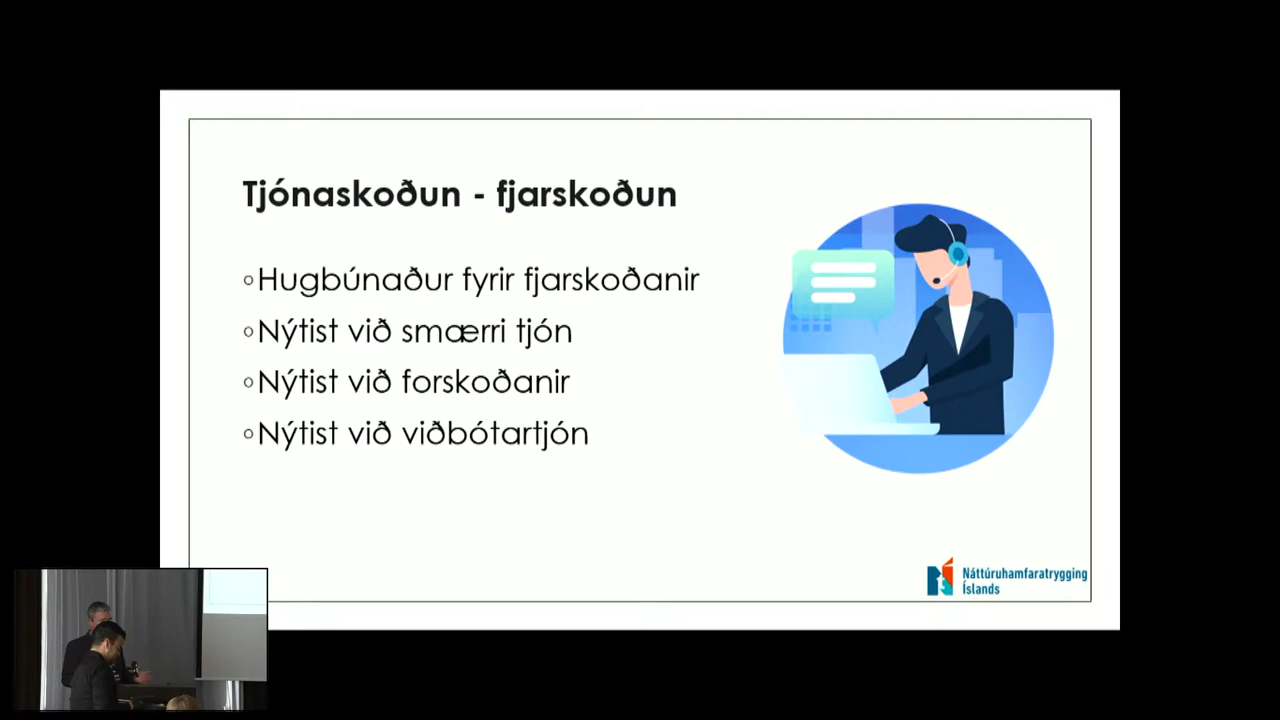 Tjónaskoðun - fjarskoðun
Hugbúnaður fyrir fjarskoðanir
Nýtist við smærri tjón
Nýtist við forskoðanir
Nýtist við viðbótartjón
Náttúruhamfaratrygging
Íslands